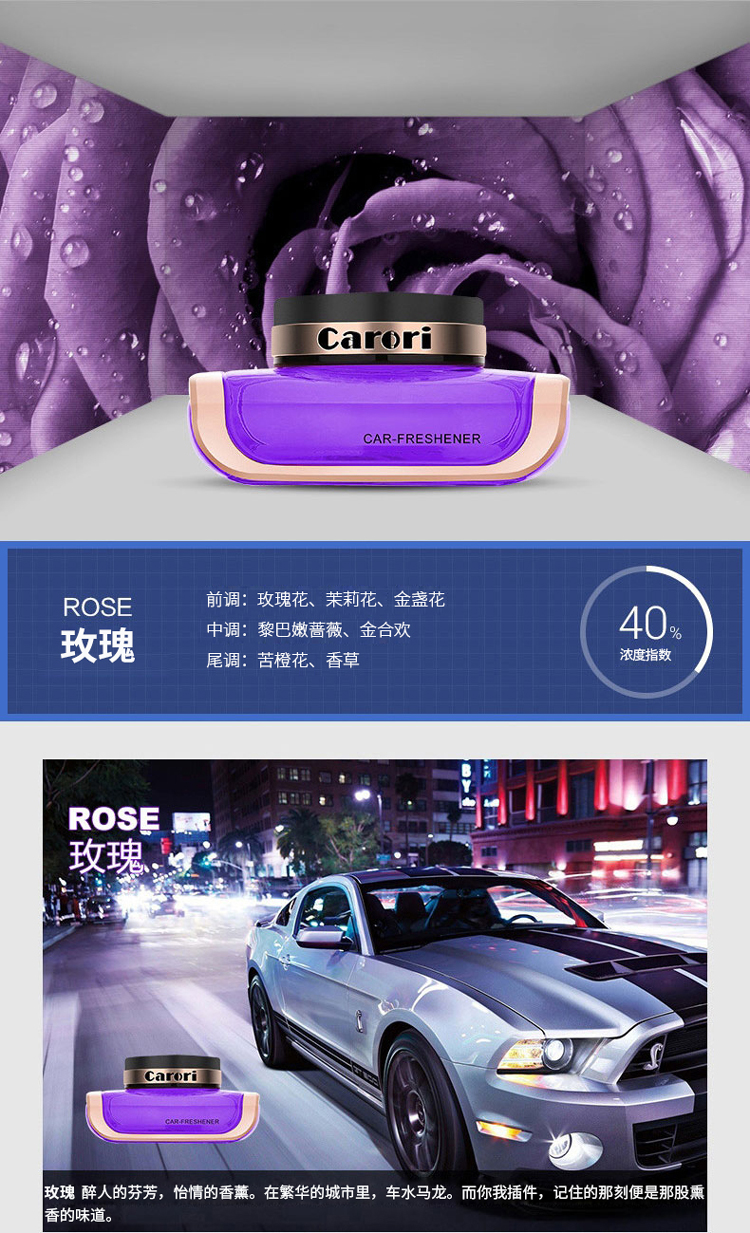 Carori
CAR-FRESHENER
ROSE
玫瑰
前调：玫瑰花、茉莉花、金盏花
中调：黎巴嫩蔷薇、金合欢
尾调：苦橙花、香草
40%
浓度指数
ROSE
玫瑰
BY
GT 500
Carori
CAR-FRESHENER
玫瑰 醉人的芬芳，怡情的香薰。在繁华的城市里，车水马龙。而你我插件，记住的那刻便是那股熏
香的味道。